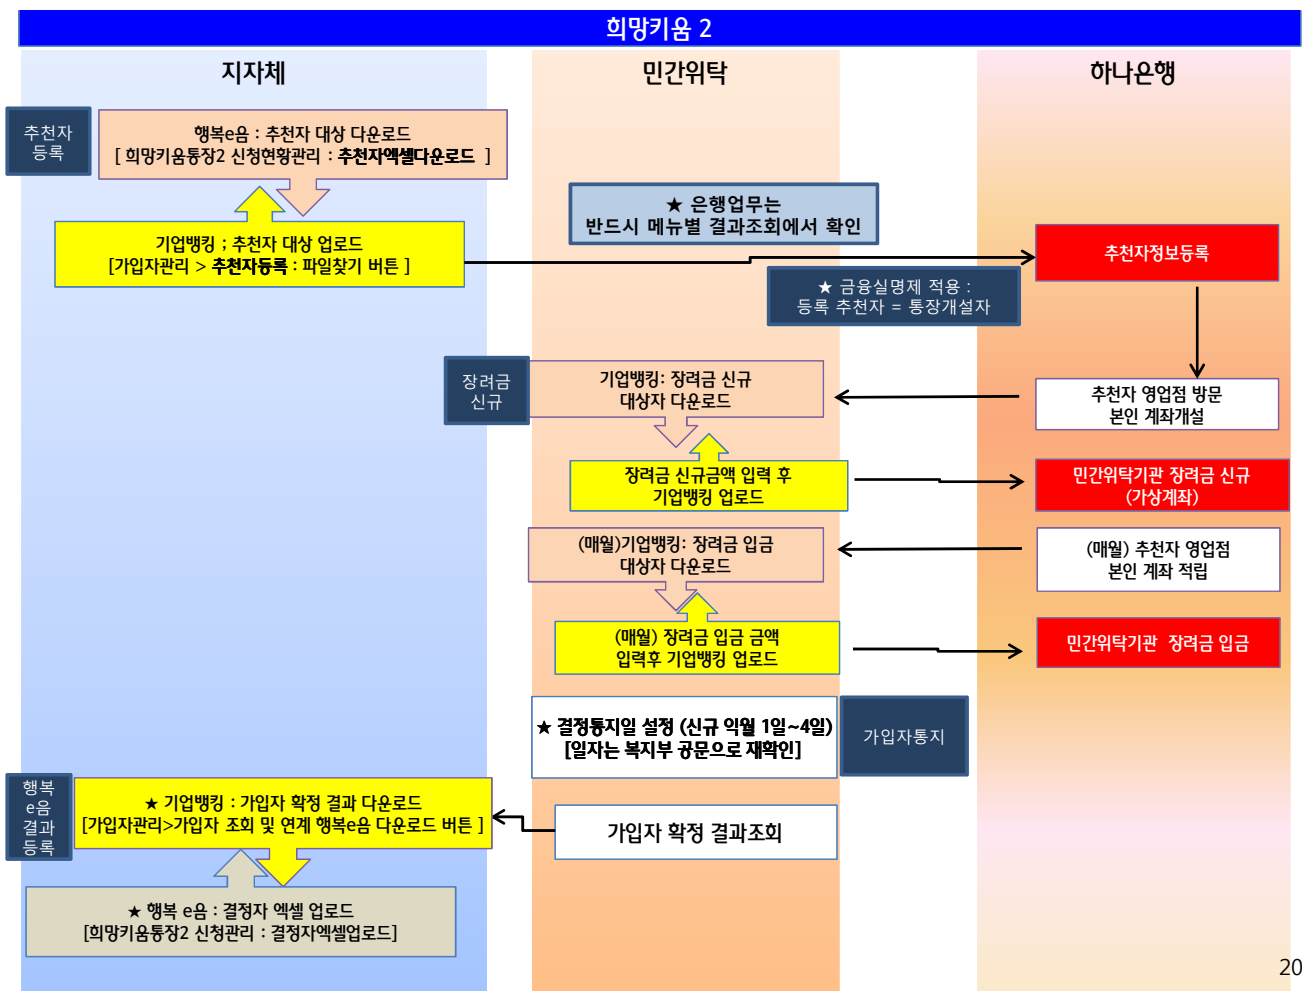 희망키움 2
지자체
민간위탁
하나은행
추천자
등록
행복e음 : 추천자 대상 다운로드
[ 희망키움통장2 신청현황관리 : 추천자엑셀다운로드 ]
★ 은행업무는
반드시 메뉴별 결과조회에서 확인
기업뱅킹 ; 추천자 대상 업로드
[가입자관리 > 추천자등록 : 파일찾기 버튼 ]
추천자정보등록
★ 금융실명제 적용 :
등록 추천자 = 통장개설자
장려금
신규
기업뱅킹: 장려금 신규
대상자 다운로드
추천자 영업점 방문
본인 계좌개설
장려금 신규금액 입력 후
기업뱅킹 업로드
민간위탁기관 장려금 신규
(가상계좌)
(매월)기업뱅킹: 장려금 입금
대상자 다운로드
(매월) 추천자 영업점
본인 계좌 적립
(매월) 장려금 입금 금액
입력후 기업뱅킹 업로드
민간위탁기관 장려금 입금
★ 결정통지일 설정 (신규 익월 1일~4일)
[일자는 복지부 공문으로 재확인]
가입자통지
행복
e음
결과
등록
★ 기업뱅킹 : 가입자 확정 결과 다운로드
[가입자관리>가입자 조회 및 연계 행복e음 다운로드 버튼 ]
가입자 확정 결과조회
★ 행복 e음 : 결정자 엑셀 업로드
[희망키움통장2 신청관리 : 결정자엑셀업로드]
20